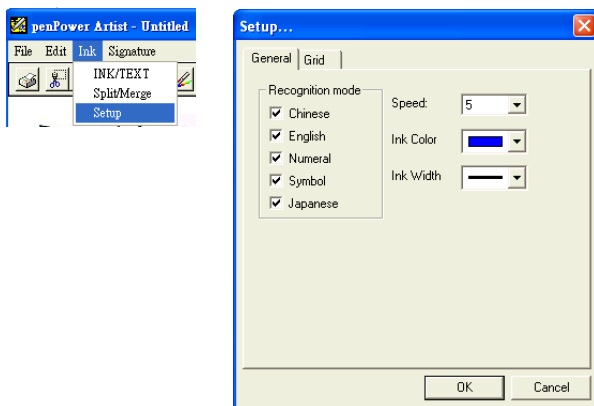 penPower Artist - Untitled
File Edit Ink Signature
INK/TEXT
Split/Merge
Setup
Setup...
General Grid
Recognition mode
Chinese
English
Numeral
Symbol
Japanese
Speed: 5
Ink Color
Ink Width
OK Cancel